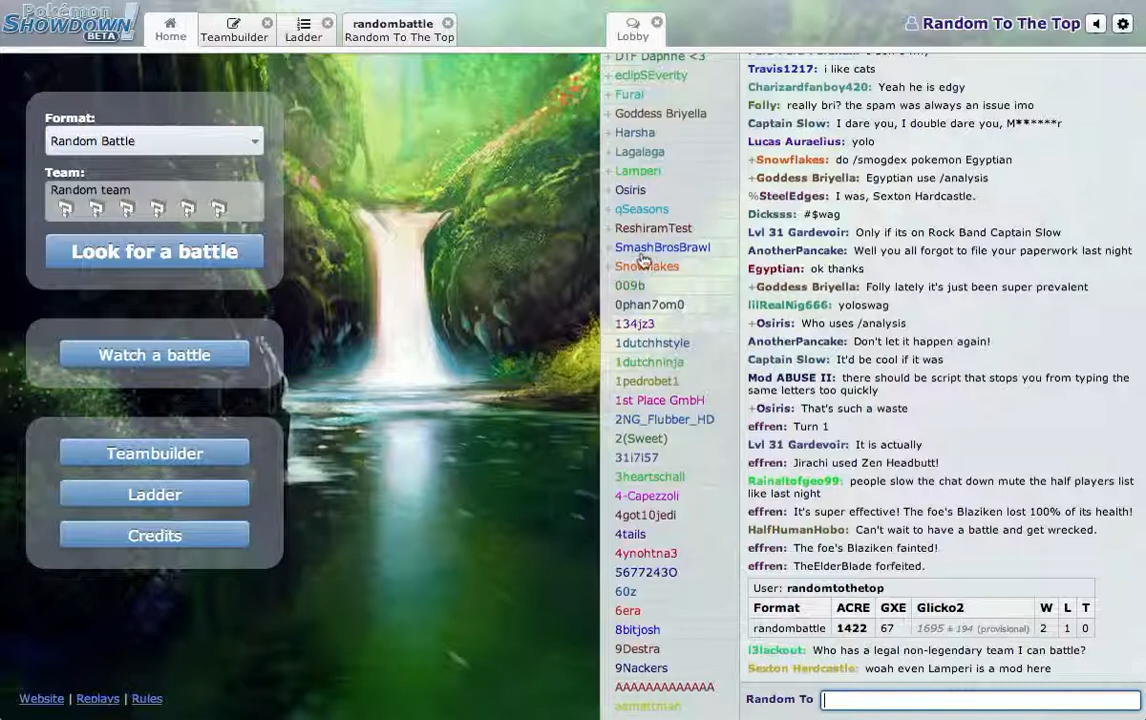 Pokémon
SHOWDOWN!
BETA
Home
Teambuilder
Ladder
randombattle
Random To The Top
Lobby
Random To The Top
Format:
Random Battle
Team:
Random team
Look for a battle
Watch a battle
Teambuilder
Ladder
Credits
Website | Replays | Rules
+ DTF Daphne <3
+ eclipSEverity
+ Fural
+ Goddess Briyella
+ Harsha
+ Lagalaga
+ Lamperi
+ Osiris
+ qSeasons
+ ReshiramTest
+ SmashBrosBrawl
+ Snowflakes
009b
0phan7om0
134jz3
1dutchhstyle
1dutchninja
1pedrobet1
1st Place GmbH
2NG_Flubber_HD
2(Sweet)
31i7i57
3heartschall
4-Capezzoli
4got10jedi
4tails
4ynohtna3
5677243O
60z
6era
8bitjosh
9Destra
9Nackers
AAAAAAAAAAAAA
aamattman
Travis1217: i like cats
Charizardfanboy420: Yeah he is edgy
Folly: really bri? the spam was always an issue imo
Captain Slow: I dare you, I double dare you, M******r
Lucas Auraelius: yolo
+Snowflakes: do /smogdex pokemon Egyptian
+Goddess Briyella: Egyptian use /analysis
%SteelEdges: I was, Sexton Hardcastle.
Dicksss: #$wag
Lvl 31 Gardevoir: Only if its on Rock Band Captain Slow
AnotherPancake: Well you all forgot to file your paperwork last night
Egyptian: ok thanks
+Goddess Briyella: Folly lately it's just been super prevalent
lilRealNig666: yoloswag
+Osiris: Who uses /analysis
AnotherPancake: Don't let it happen again!
Captain Slow: It'd be cool if it was
Mod ABUSE II: there should be script that stops you from typing the
same letters too quickly
+Osiris: That's such a waste
effren: Turn 1
Lvl 31 Gardevoir: It is actually
effren: Jirachi used Zen Headbutt!
Rainaltofgeo99: people slow the chat down mute the half players list
like last night
effren: It's super effective! The foe's Blaziken lost 100% of its health!
HalfHumanHobo: Can't wait to have a battle and get wrecked.
effren: The foe's Blaziken fainted!
effren: TheElderBlade forfeited.
User: randomtothetop
Format ACRE GXE Glicko2 W L T
randombattle 1422 67 1695 ± 194 (provisional) 2 1 0
l3lackout: Who has a legal non-legendary team I can battle?
Sexton Hardcastle: woah even Lamperi is a mod here
Random To